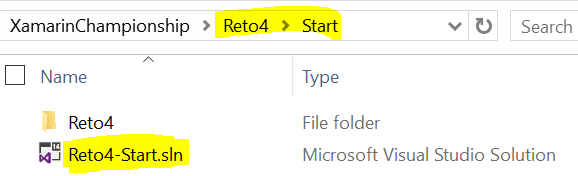 XamarinChampionship > Reto4 > Start Search
Name Type
Reto4 File folder
Reto4-Start.sln Microsoft Visual Studio Solution